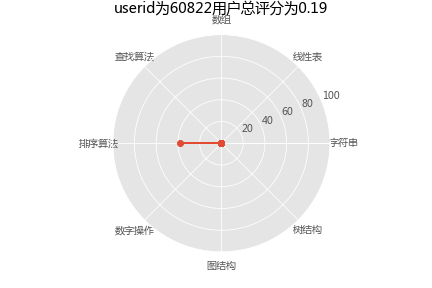 userid为60822用户总评分为0.19
数组
查找算法
线性表
100
80
60
40
20
排序算法
字符串
数字操作
树结构
图结构